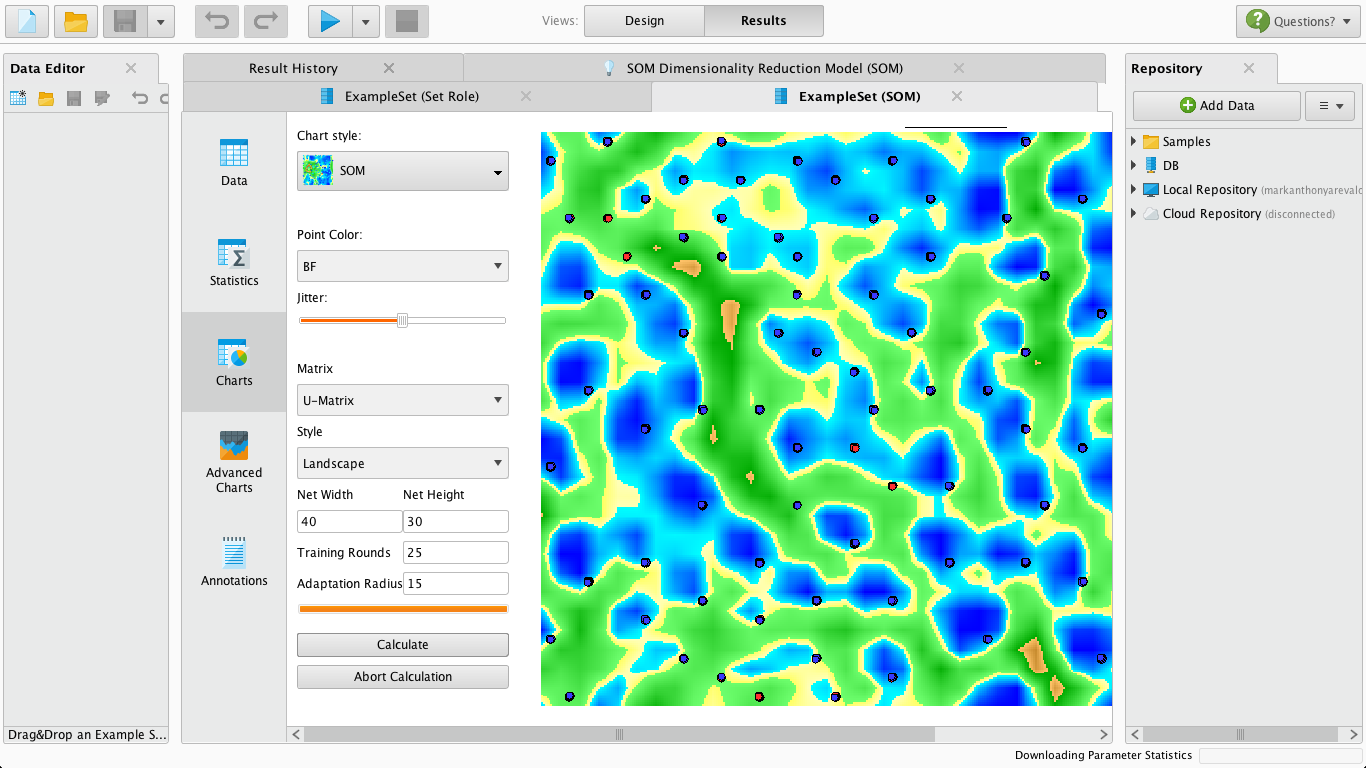 Views:
Design
Results
Questions?
Data Editor
Result History
SOM Dimensionality Reduction Model (SOM)
Repository
ExampleSet (Set Role)
ExampleSet (SOM)
Add Data
Data
Statistics
Charts
Advanced
Charts
Annotations
Chart style:
SOM
Point Color:
BF
Jitter:
Matrix
U-Matrix
Style
Landscape
Net Width
Net Height
40
30
Training Rounds
25
Adaptation Radius
15
Calculate
Abort Calculation
Samples
DB
Local Repository (markanthonyarevalo
Cloud Repository (disconnected)
Drag&Drop an Example S...
Downloading Parameter Statistics